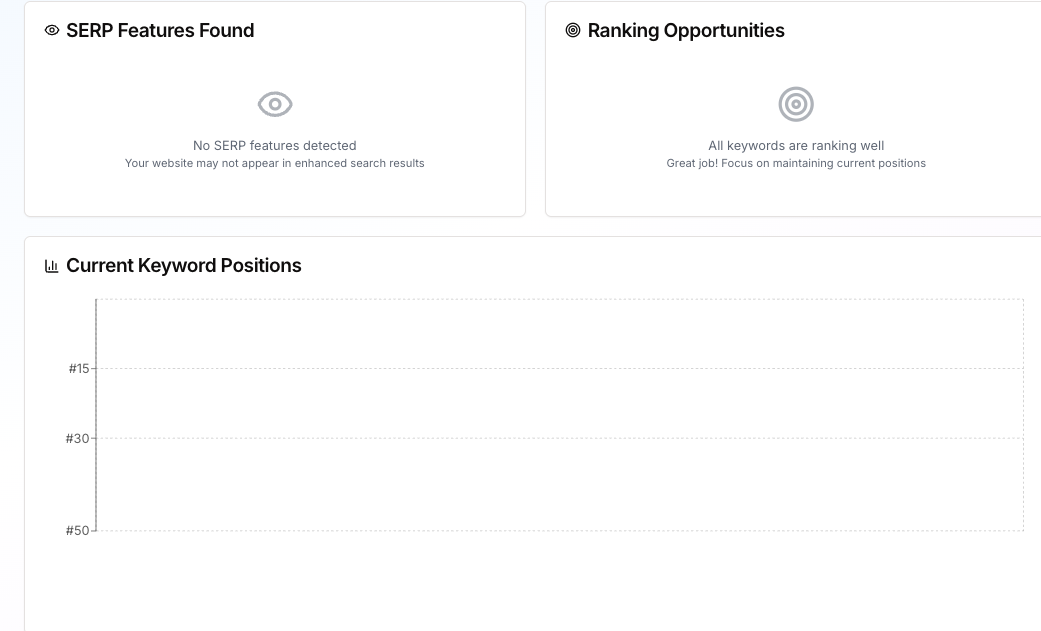 SERP Features Found
No SERP features detected
Your website may not appear in enhanced search results
Ranking Opportunities
All keywords are ranking well
Great job! Focus on maintaining current positions
Current Keyword Positions
#15
#30
#50